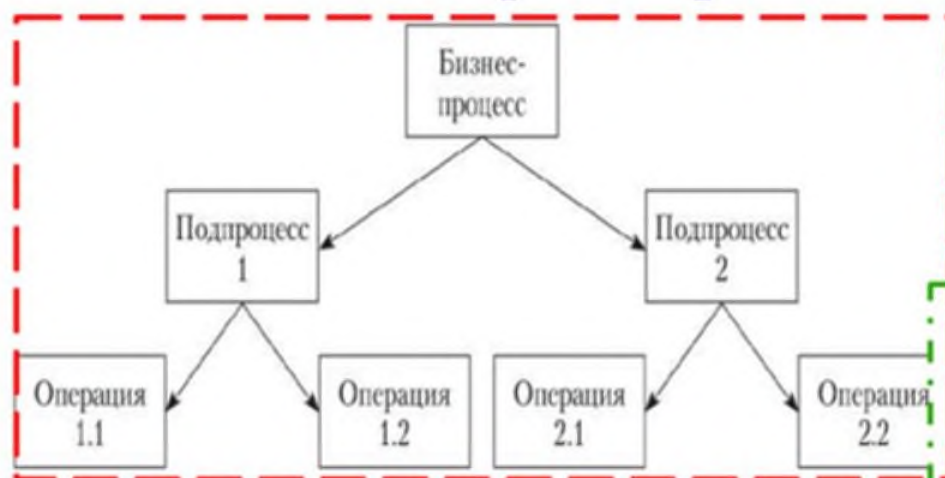 Бизнес-
процесс
Подпроцесс
1
Подпроцесс
2
Операция
1.1
Операция
1.2
Операция
2.1
Операция
2.2